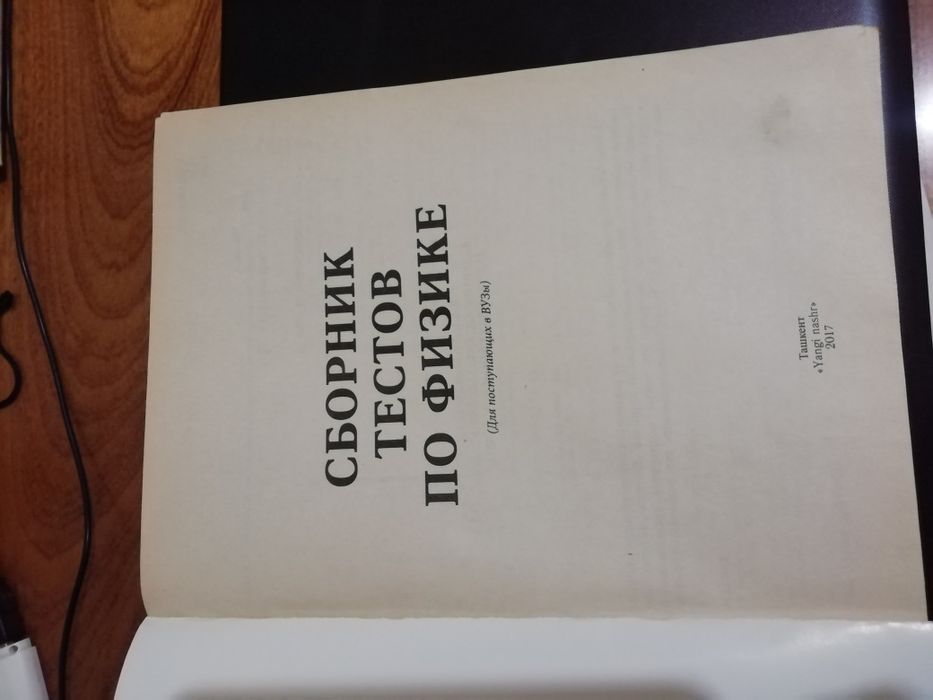 СБОРНИК
ТЕСТОВ
ПО ФИЗИКЕ
(Для поступающих в ВУЗы)
Ташкент
«Yangi nashr»
2017